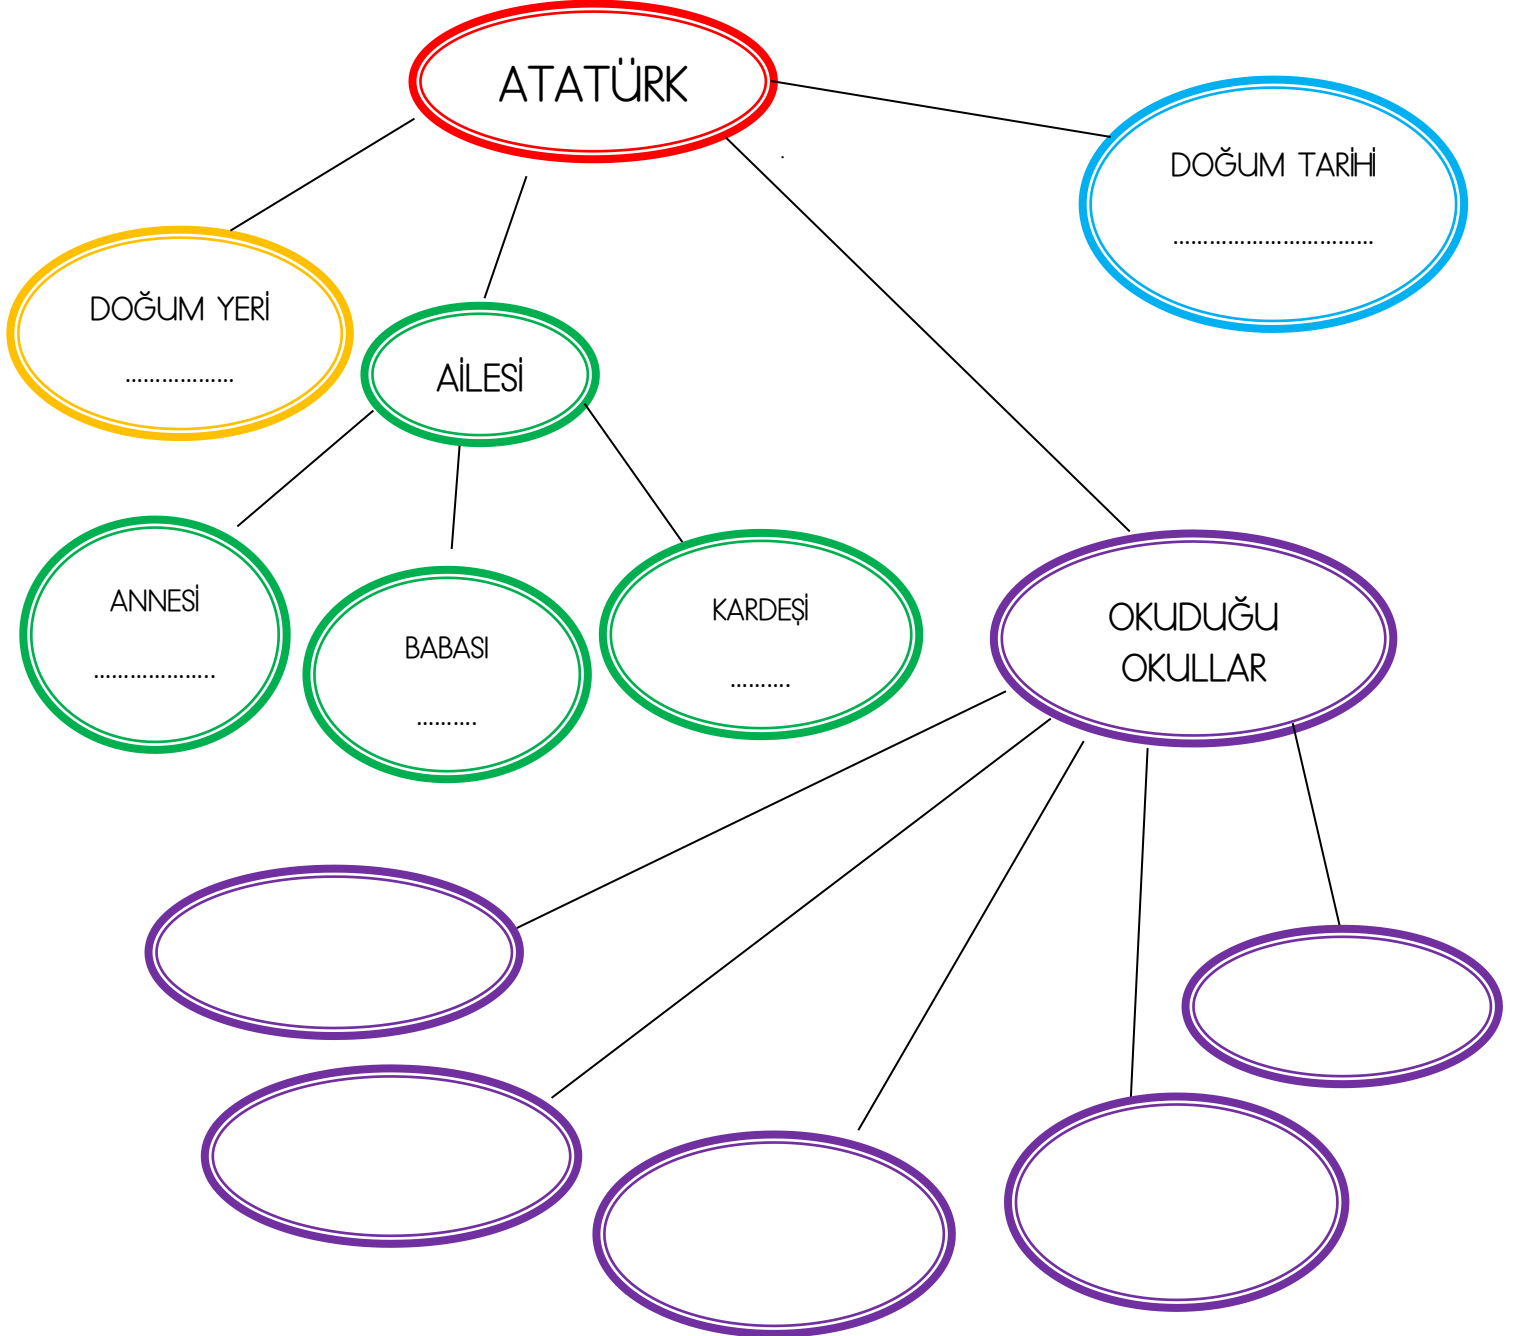 ATATÜRK
DOĞUM TARİHİ
……………………………
DOĞUM YERİ
………………
AİLESİ
ANNESİ
………………..
BABASI
……….
KARDEŞİ
……….
OKUDUĞU
OKULLAR